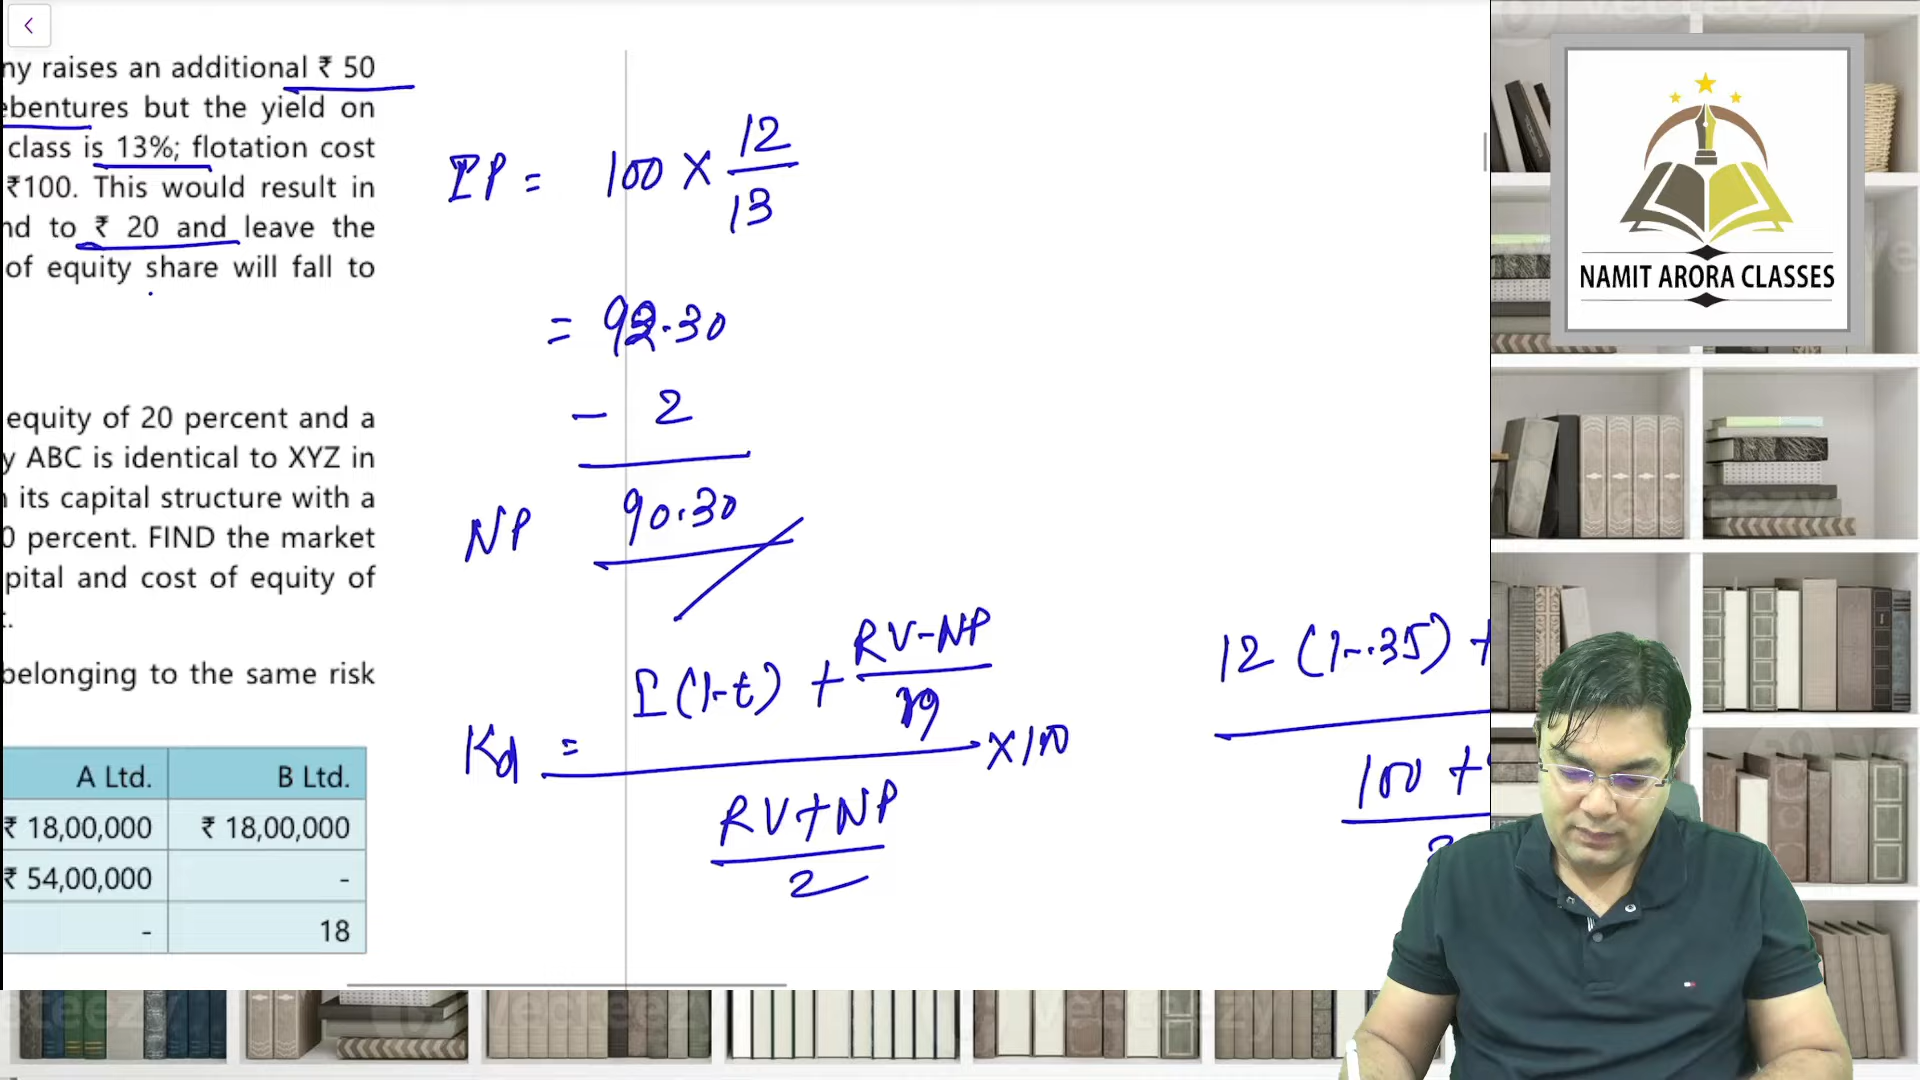 ny raises an additional ₹ 50
ebentures but the yield on
class is 13%; flotation cost
₹100. This would result in
nd to ₹ 20 and leave the
of equity share will fall to
equity of 20 percent and a
y ABC is identical to XYZ in
its capital structure with a
0 percent. FIND the market
pital and cost of equity of
belonging to the same risk
A Ltd. B Ltd.
₹ 18,00,000 ₹ 18,00,000
₹ 54,00,000 -
- 18
IP = 100 × 12
13
= 92.30
- 2
NP 90.30
Kd = I(1-t) + RV-NP
n
× 100
RV+NP
2
12 (1-.35) +
100 +
NAMIT ARORA CLASSES
vecteezy